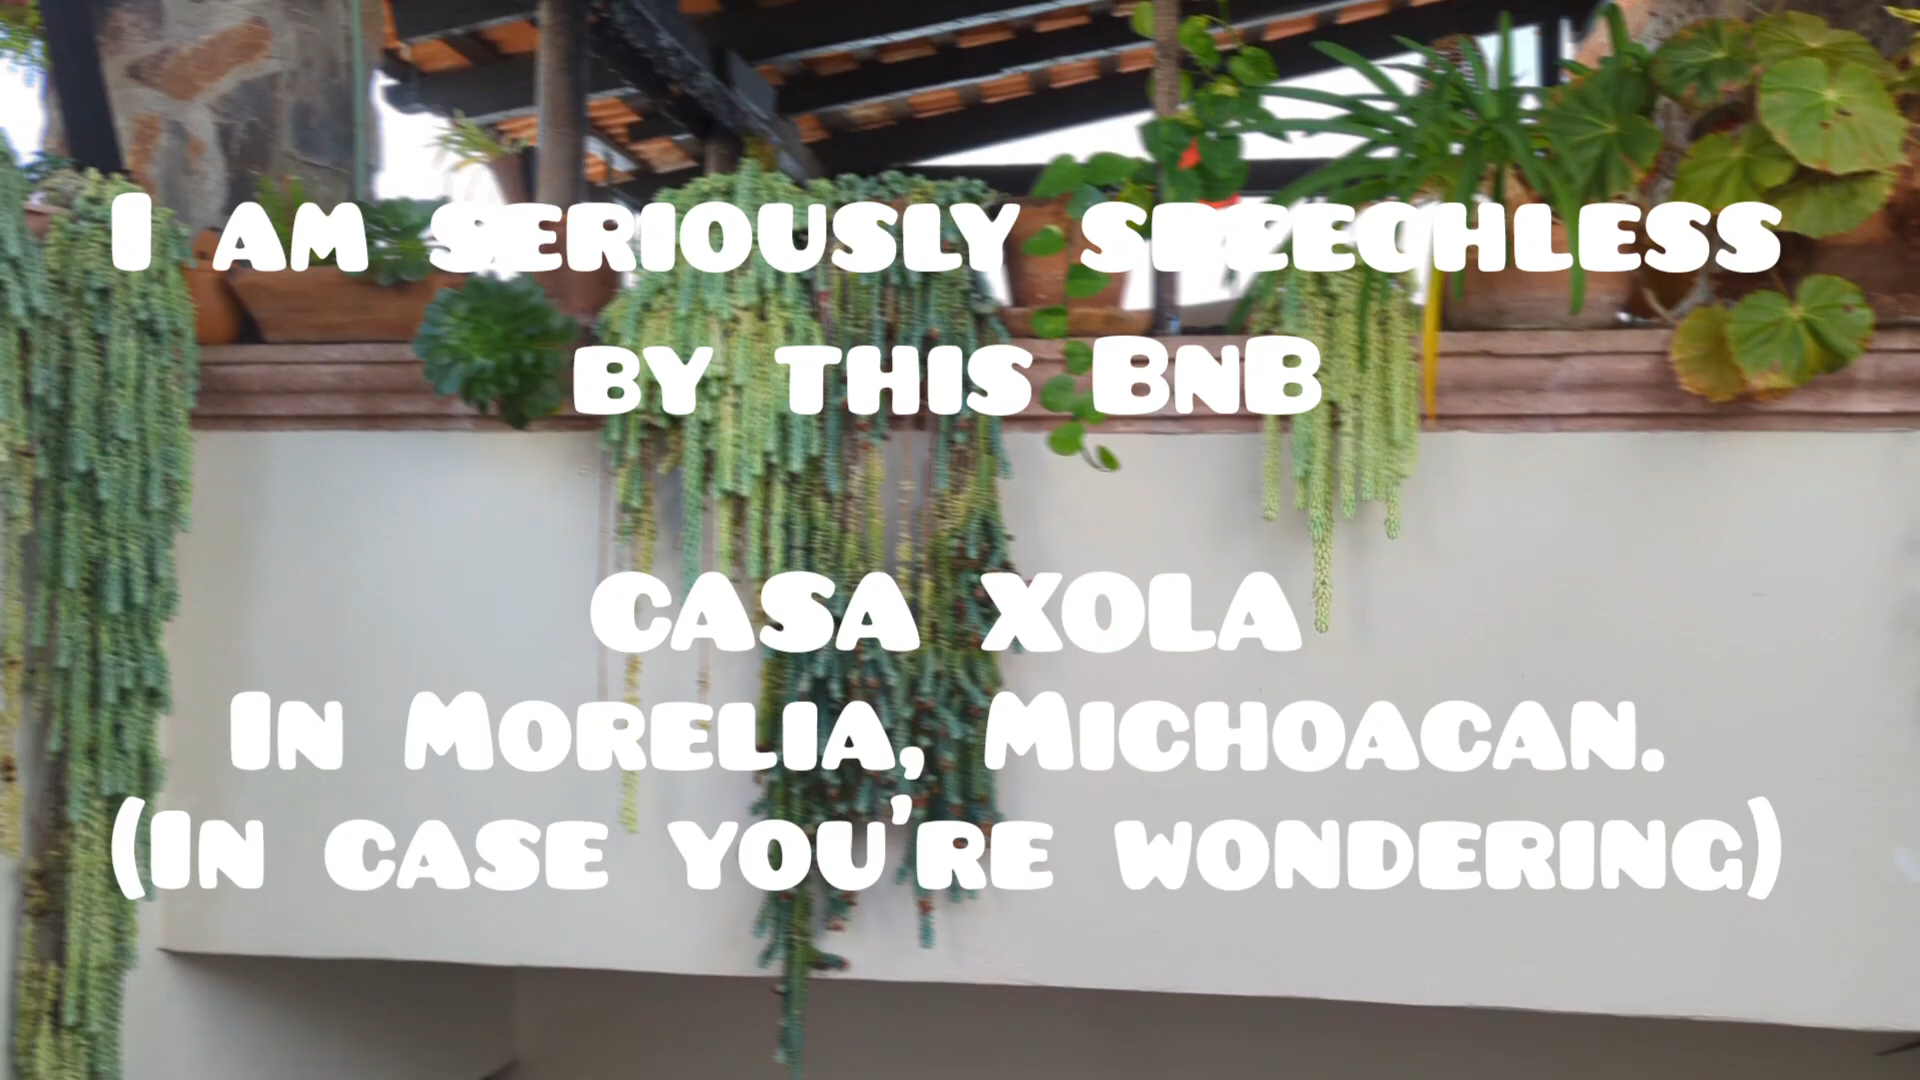 I am seriously speechless
by this BnB
CASA XOLA
In Morelia, Michoacan.
(In case you're wondering)